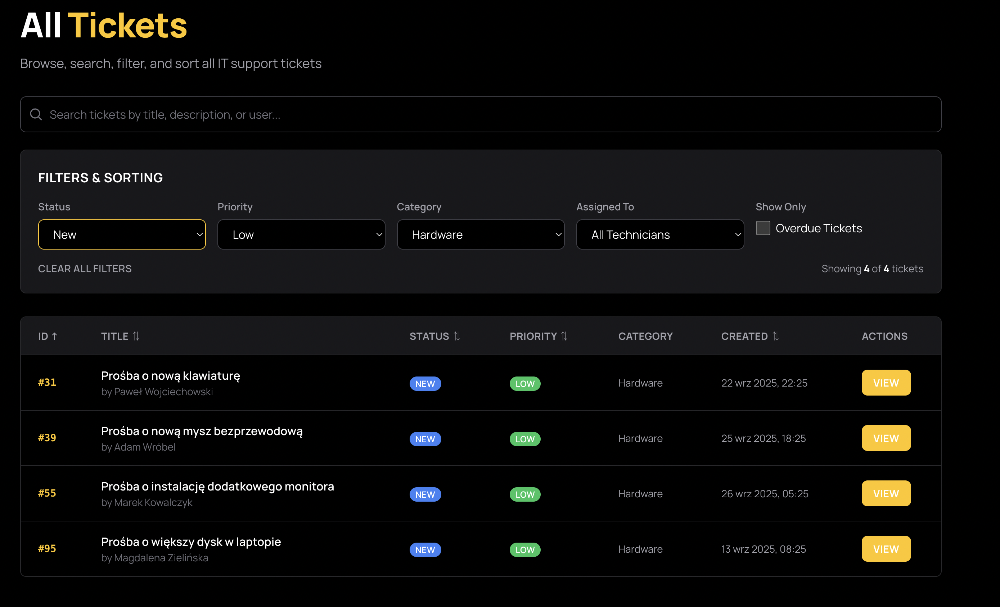 All Tickets
Browse, search, filter, and sort all IT support tickets
Search tickets by title, description, or user...
FILTERS & SORTING
Status Priority Category Assigned To Show Only
New Low Hardware All Technicians Overdue Tickets
CLEAR ALL FILTERS Showing 4 of 4 tickets
ID ↑ TITLE ⇅ STATUS ⇅ PRIORITY ⇅ CATEGORY CREATED ⇅ ACTIONS
#31 Prośba o nową klawiaturę NEW LOW Hardware 22 wrz 2025, 22:25 VIEW
by Paweł Wojciechowski
#39 Prośba o nową mysz bezprzewodową NEW LOW Hardware 25 wrz 2025, 18:25 VIEW
by Adam Wróbel
#55 Prośba o instalację dodatkowego monitora NEW LOW Hardware 26 wrz 2025, 05:25 VIEW
by Marek Kowalczyk
#95 Prośba o większy dysk w laptopie NEW LOW Hardware 13 wrz 2025, 08:25 VIEW
by Magdalena Zielińska